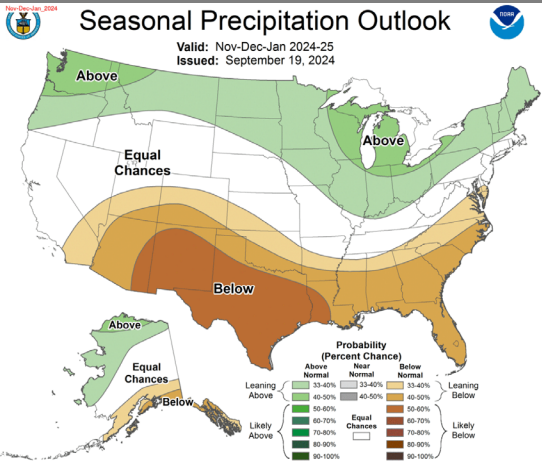 Nov-Dec-Jan_2024
Seasonal Precipitation Outlook
NOAA
Valid: Nov-Dec-Jan 2024-25
Issued: September 19, 2024
Above
Above
Equal
Chances
Below
Above
Equal
Chances
Below
Probability
(Percent Chance)
Above
Normal
Near
Normal
Below
Normal
Leaning
Above
33-40%
33-40%
33-40%
Leaning
Below
40-50%
40-50%
40-50%
Likely
Above
50-60%
60-70%
70-80%
80-90%
90-100%
Equal
Chances
50-60%
60-70%
70-80%
80-90%
90-100%
Likely
Below